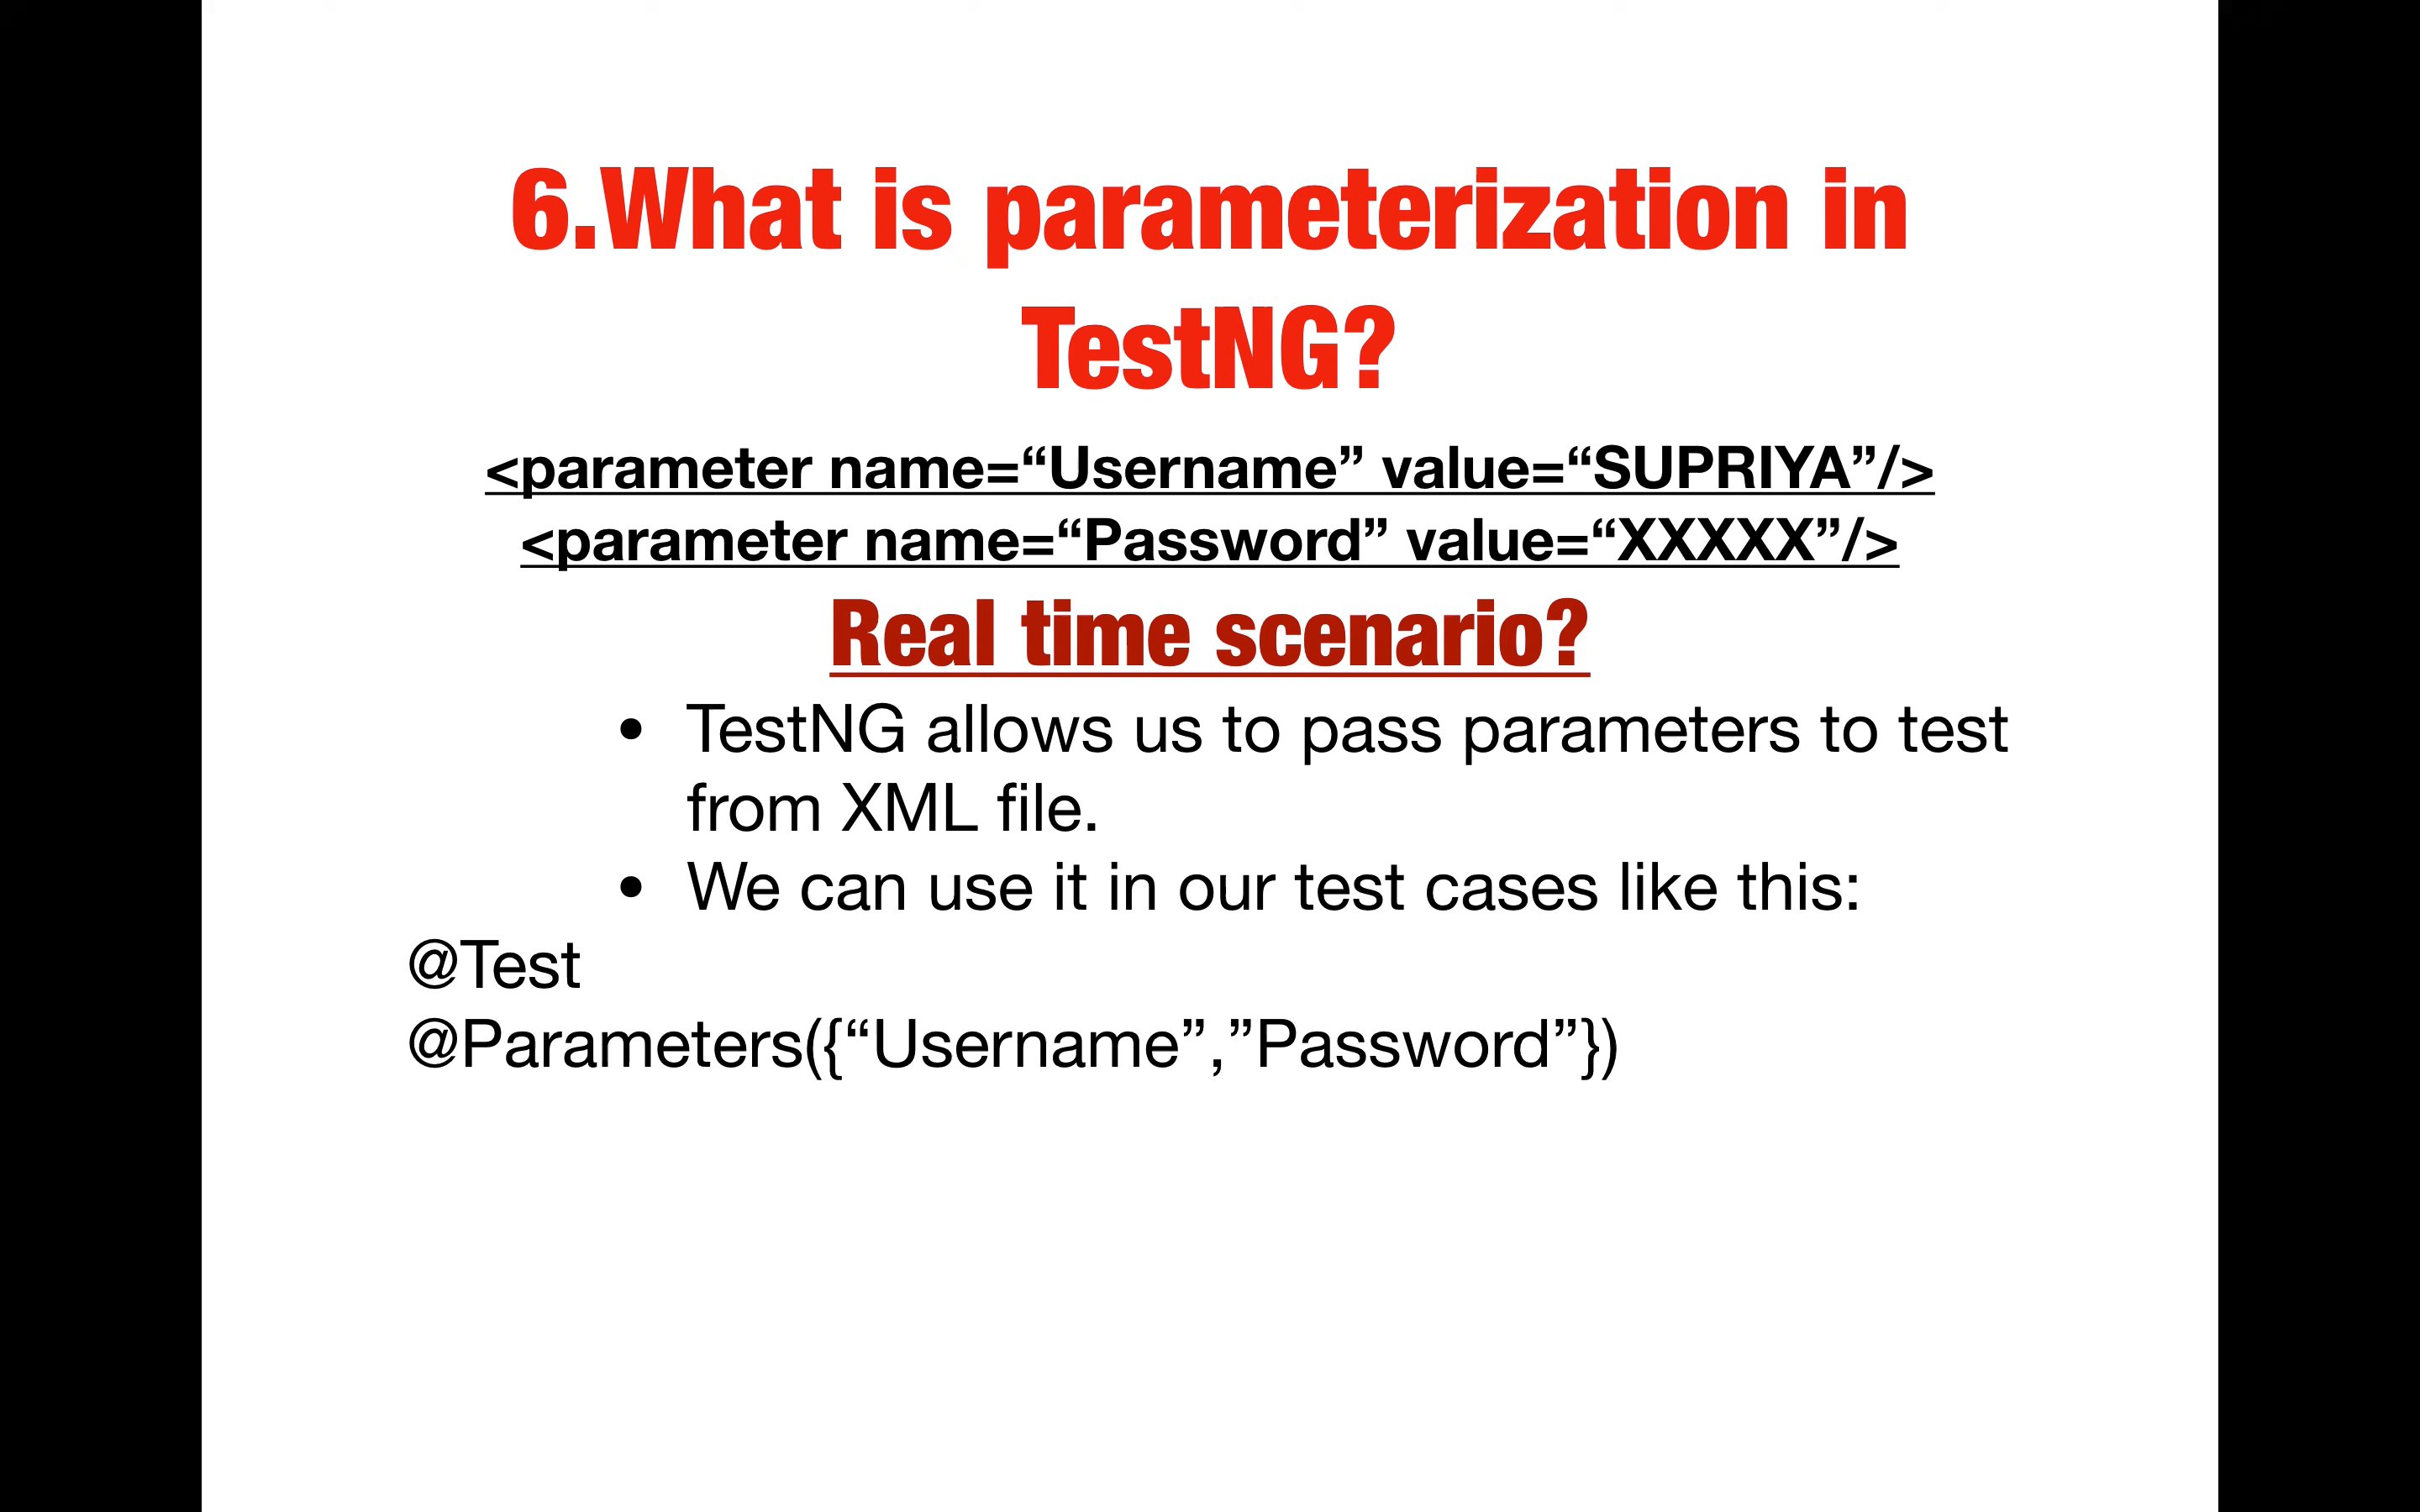 6.What is parameterization in
TestNG?
<parameter name=“Username” value=“SUPRIYA”/>
<parameter name=“Password” value=“XXXXX”/>
Real time scenario?
• TestNG allows us to pass parameters to test
from XML file.
• We can use it in our test cases like this:
@Test
@Parameters({“Username”,”Password”})